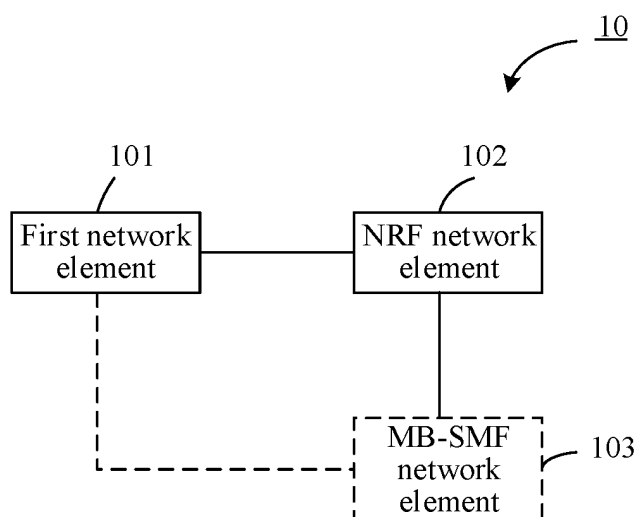 10
101
102
First network
element
NRF network
element
MB-SMF
network
element
103